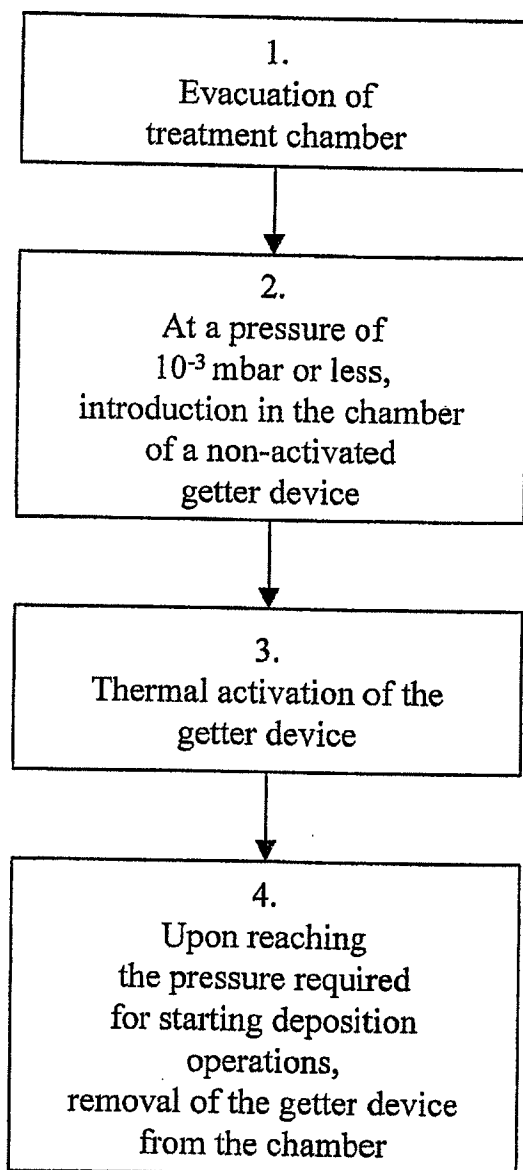 1.
Evacuation of
treatment chamber
2.
At a pressure of
10⁻³ mbar or less,
introduction in the chamber
of a non-activated
getter device
3.
Thermal activation of the
getter device
4.
Upon reaching
the pressure required
for starting deposition
operations,
removal of the getter device
from the chamber